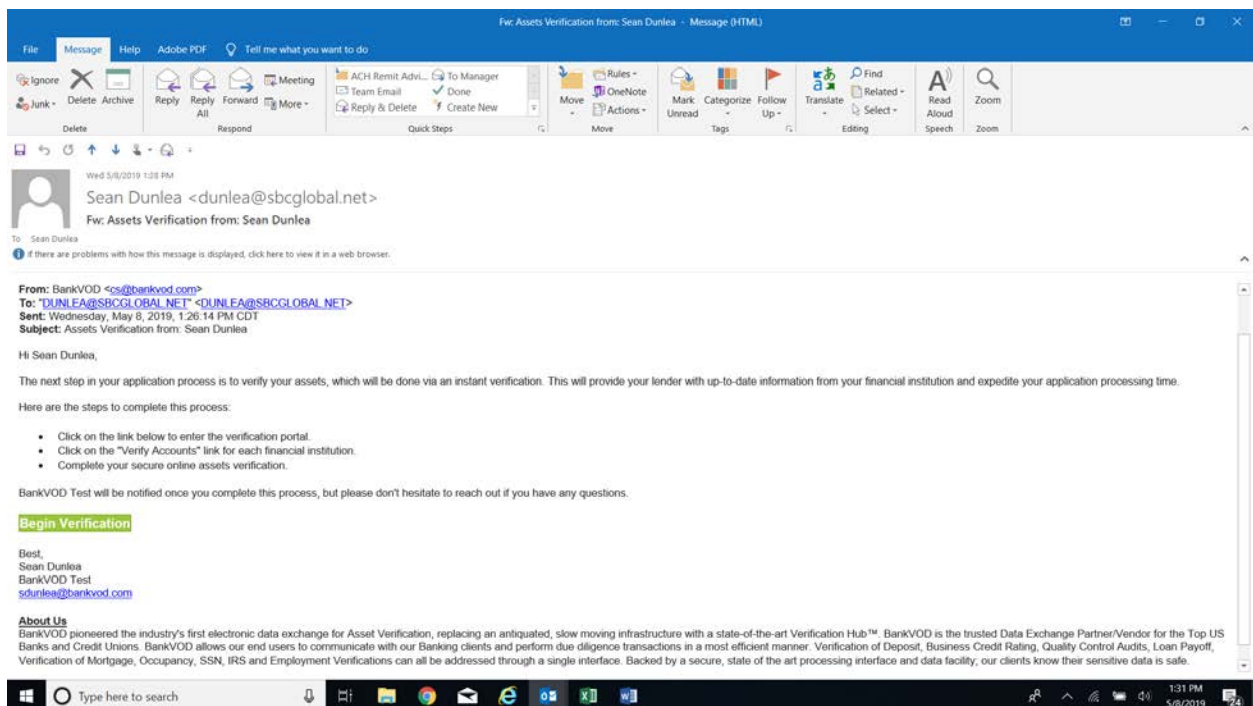 Fw: Assets Verification from: Sean Dunlea - Message (HTML)
File Message Help Adobe PDF Tell me what you want to do
Ignore
Junk
Delete
Archive
Reply
Reply All
Forward
Meeting
More
ACH Remit Advi...
To Manager
Team Email
Done
Reply & Delete
Create New
Move
Rules
OneNote
Actions
Mark Unread
Categorize
Follow Up
Translate
Find
Related
Select
Read Aloud
Zoom
Delete Respond Quick Steps Move Tags Editing Speech Zoom
Wed 5/8/2019 1:28 PM
Sean Dunlea <dunlea@sbcglobal.net>
Fw: Assets Verification from: Sean Dunlea
To Sean Dunlea
If there are problems with how this message is displayed, click here to view it in a web browser.
From: BankVOD <cs@bankvod.com>
To: "DUNLEA@SBCGLOBAL.NET" <DUNLEA@SBCGLOBAL.NET>
Sent: Wednesday, May 8, 2019, 1:26:14 PM CDT
Subject: Assets Verification from: Sean Dunlea
Hi Sean Dunlea,
The next step in your application process is to verify your assets, which will be done via an instant verification. This will provide your lender with up-to-date information from your financial institution and expedite your application processing time.
Here are the steps to complete this process:
• Click on the link below to enter the verification portal.
• Click on the "Verify Accounts" link for each financial institution.
• Complete your secure online assets verification.
BankVOD Test will be notified once you complete this process, but please don't hesitate to reach out if you have any questions.
Begin Verification
Best,
Sean Dunlea
BankVOD Test
sdunlea@bankvod.com
About Us
BankVOD pioneered the industry's first electronic data exchange for Asset Verification, replacing an antiquated, slow moving infrastructure with a state-of-the-art Verification Hub™. BankVOD is the trusted Data Exchange Partner/Vendor for the Top US
Banks and Credit Unions. BankVOD allows our end users to communicate with our Banking clients and perform due diligence transactions in a most efficient manner. Verification of Deposit, Business Credit Rating, Quality Control Audits, Loan Payoff,
Verification of Mortgage, Occupancy, SSN, IRS and Employment Verifications can all be addressed through a single interface. Backed by a secure, state of the art processing interface and data facility; our clients know their sensitive data is safe.
Type here to search
1:31 PM
5/8/2019
24